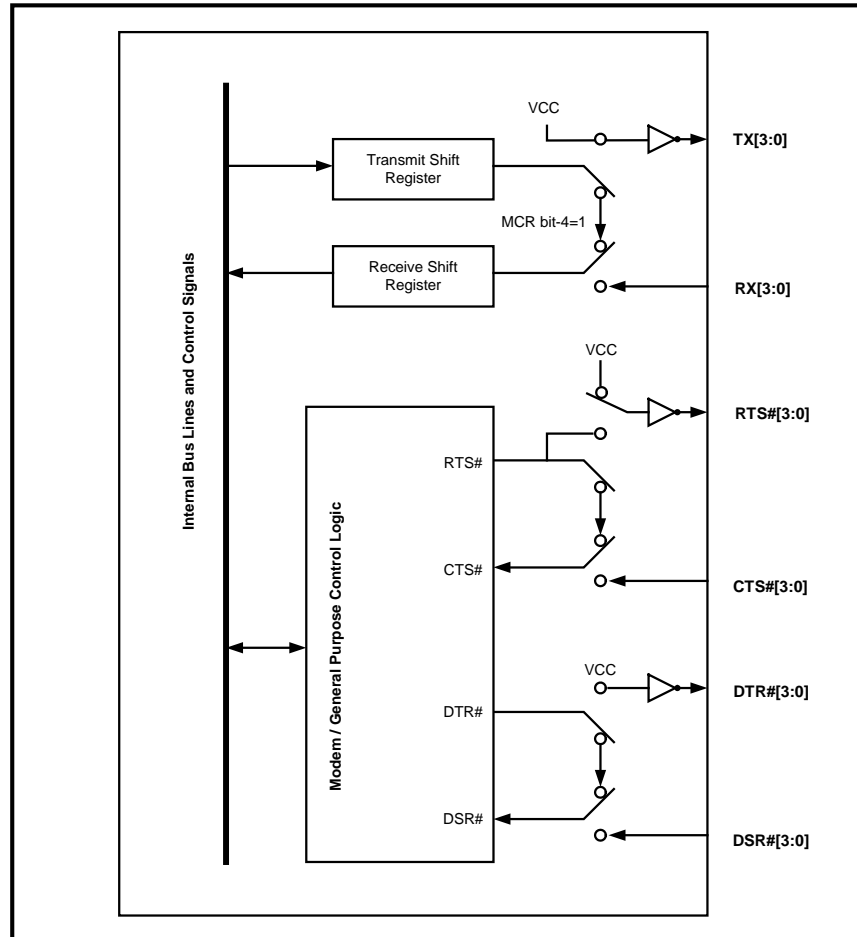 VCC
TX[3:0]
Transmit Shift
Register
MCR bit-4=1
Receive Shift
Register
RX[3:0]
Internal Bus Lines and Control Signals
VCC
RTS#[3:0]
Modem / General Purpose Control Logic
RTS#
CTS#
CTS#[3:0]
VCC
DTR#[3:0]
DTR#
DSR#
DSR#[3:0]